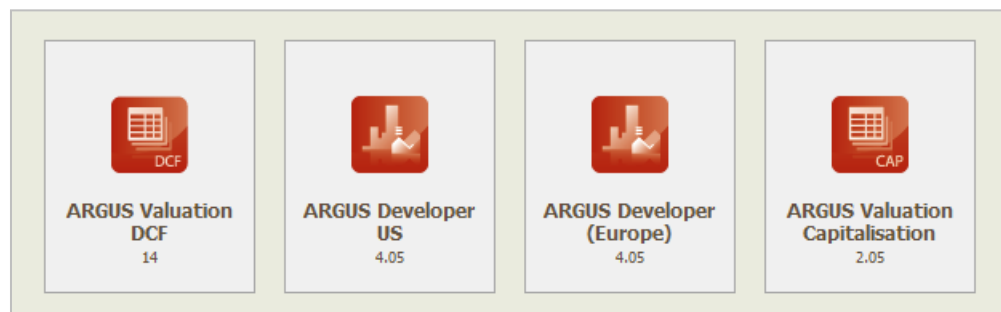 DCF
ARGUS Valuation
DCF
14
ARGUS Developer
US
4.05
ARGUS Developer
(Europe)
4.05
CAP
ARGUS Valuation
Capitalisation
2.05